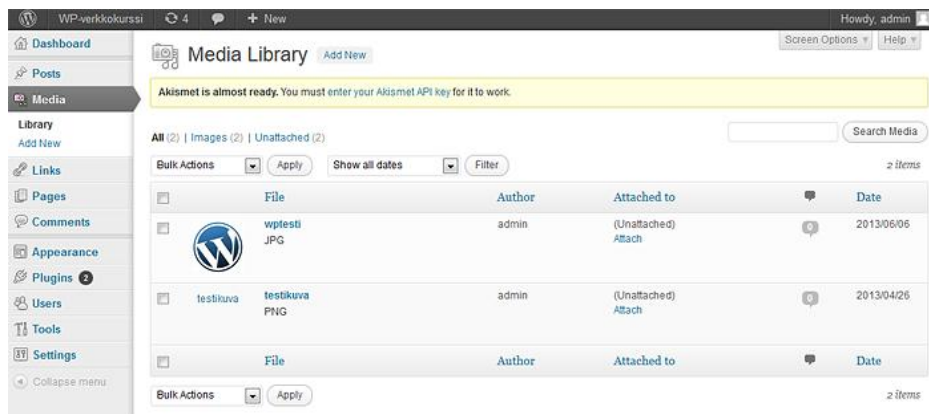 WP-verkkokurssi 4 + New Howdy, admin
Dashboard
Posts
Media
Library
Add New
Links
Pages
Comments
Appearance
Plugins 2
Users
Tools
Settings
Collapse menu
Screen Options Help
Media Library Add New
Akismet is almost ready. You must enter your Akismet API key for it to work.
All (2) | Images (2) | Unattached (2)
Search Media
Bulk Actions Apply Show all dates Filter 2 items
File Author Attached to Date
wptesti admin (Unattached) 0 2013/06/06
JPG Attach
testikuva testikuva admin (Unattached) 0 2013/04/26
PNG Attach
File Author Attached to Date
Bulk Actions Apply 2 items